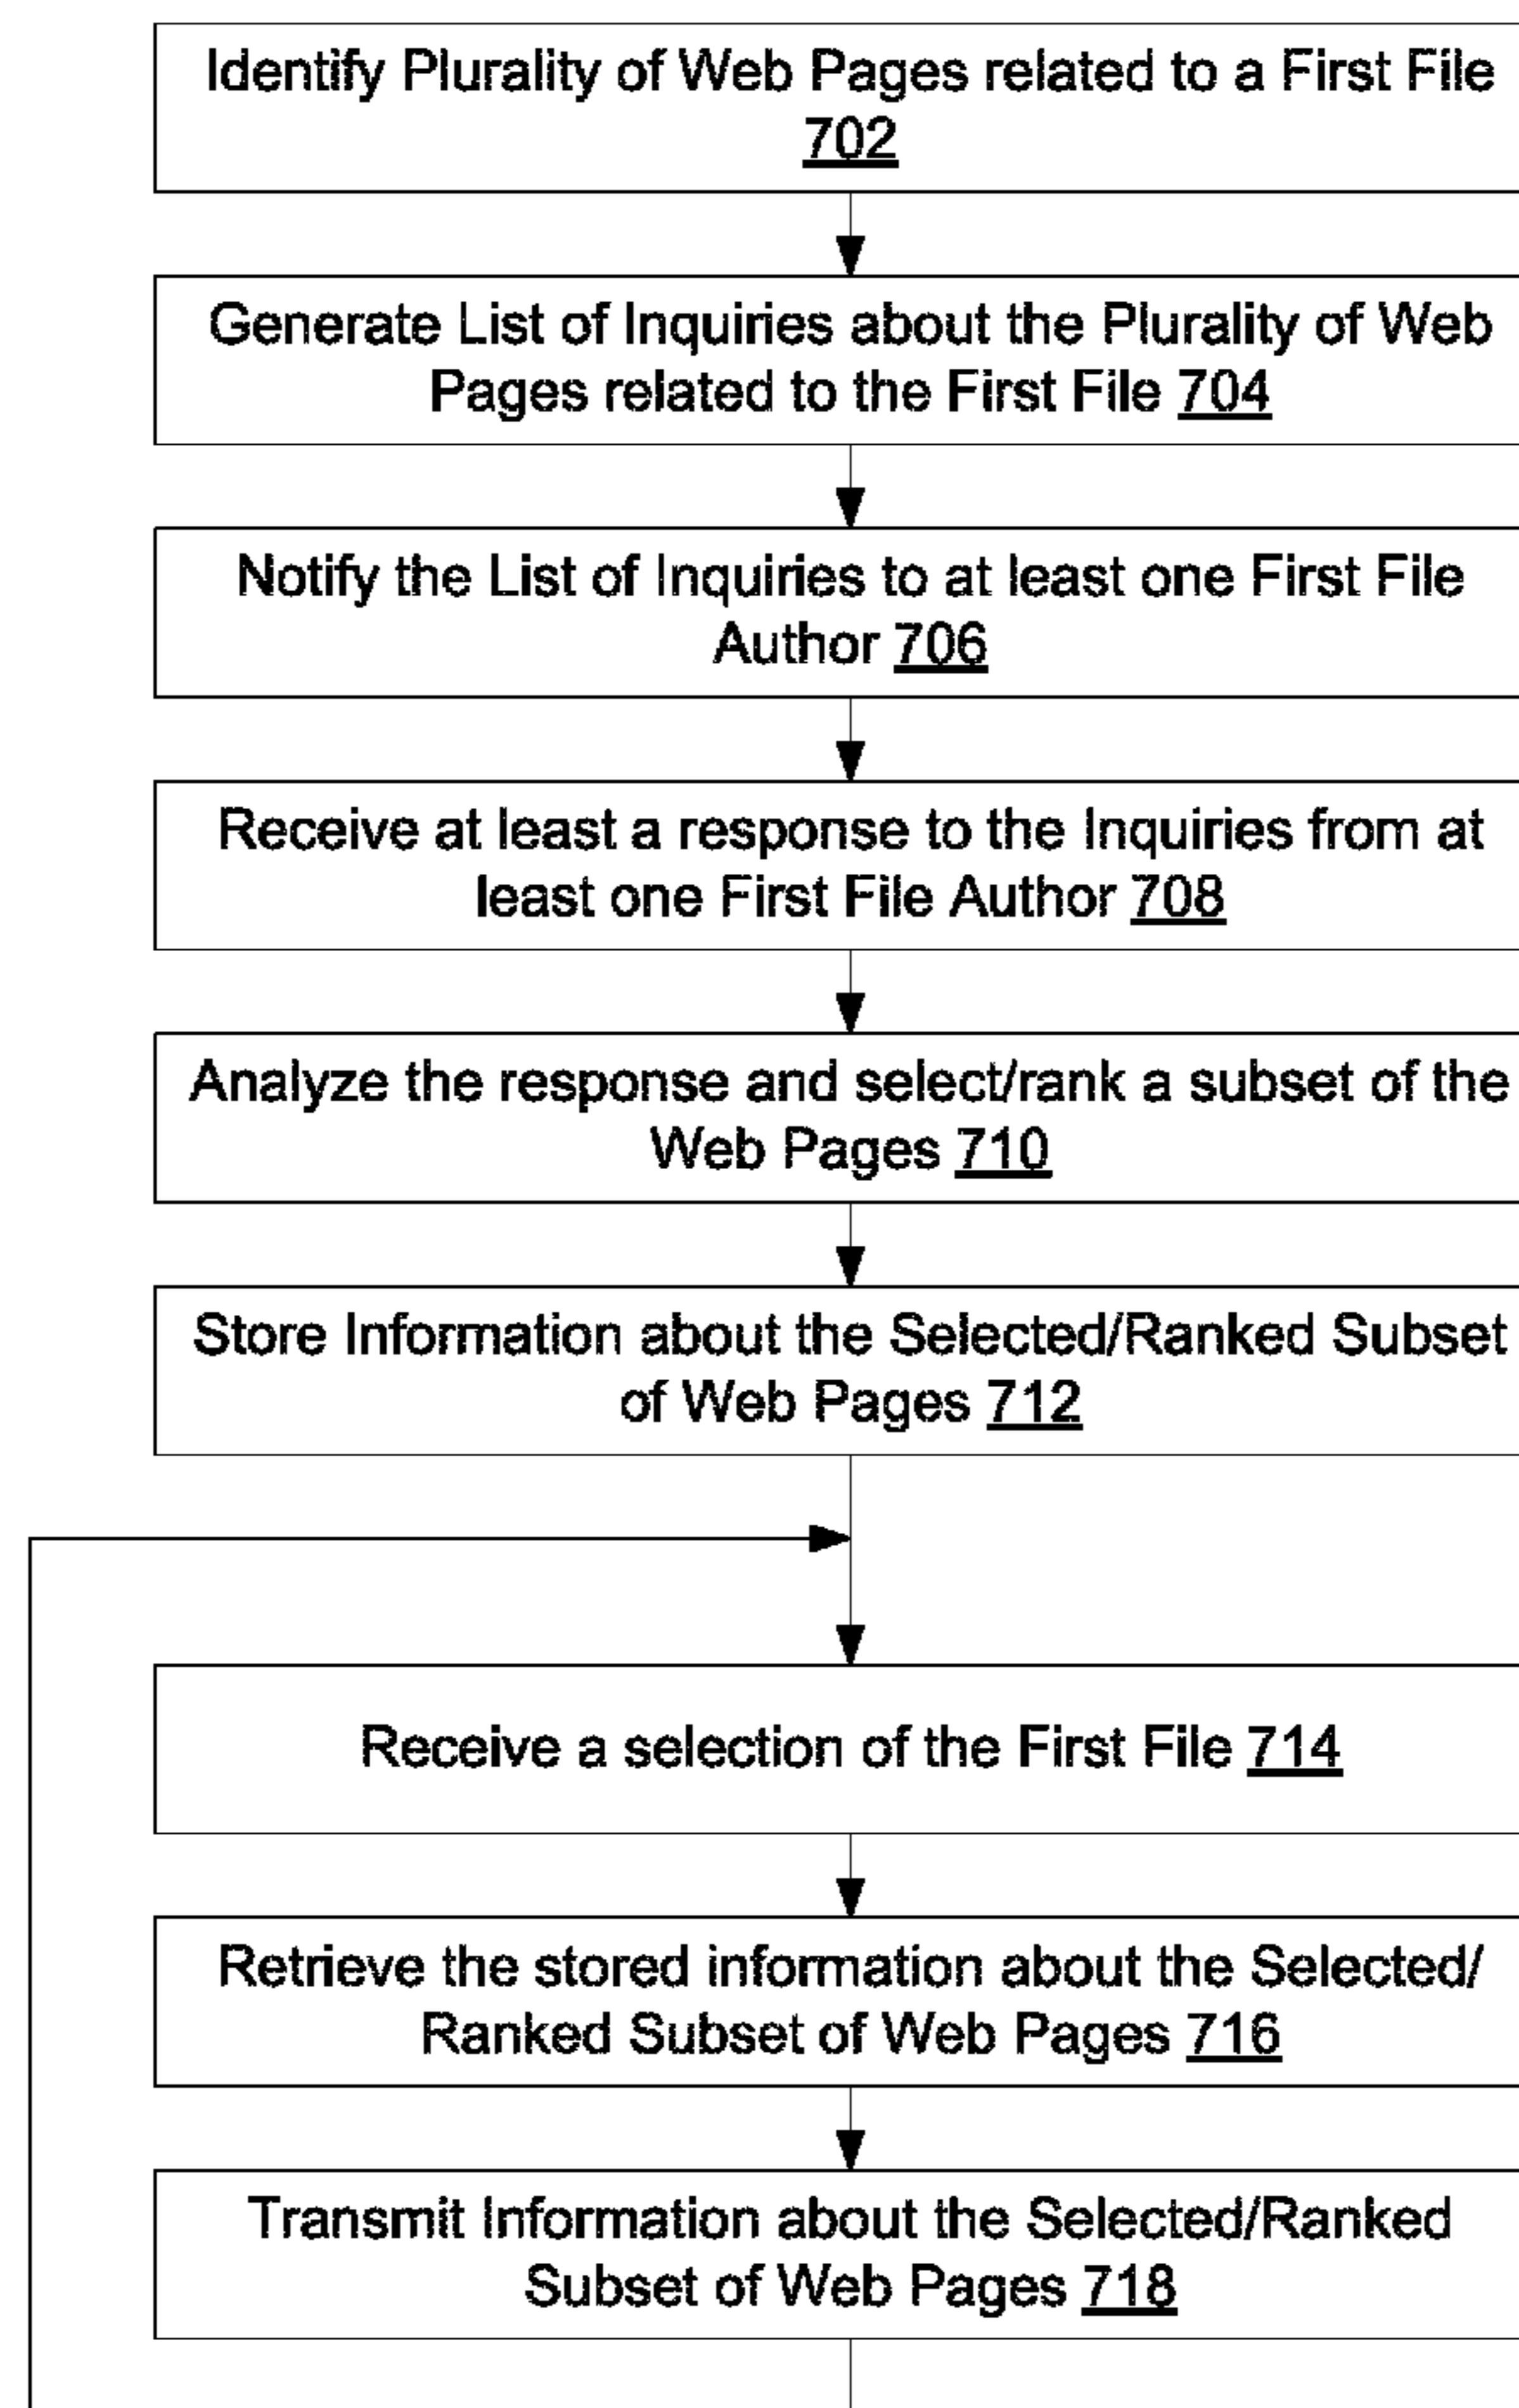 Identify Plurality of Web Pages related to a First File
702
Generate List of Inquiries about the Plurality of Web
Pages related to the First File 704
Notify the List of Inquiries to at least one First File
Author 706
Receive at least a response to the Inquiries from at
least one First File Author 708
Analyze the response and select/rank a subset of the
Web Pages 710
Store Information about the Selected/Ranked Subset
of Web Pages 712
Receive a selection of the First File 714
Retrieve the stored information about the Selected/
Ranked Subset of Web Pages 716
Transmit Information about the Selected/Ranked
Subset of Web Pages 718